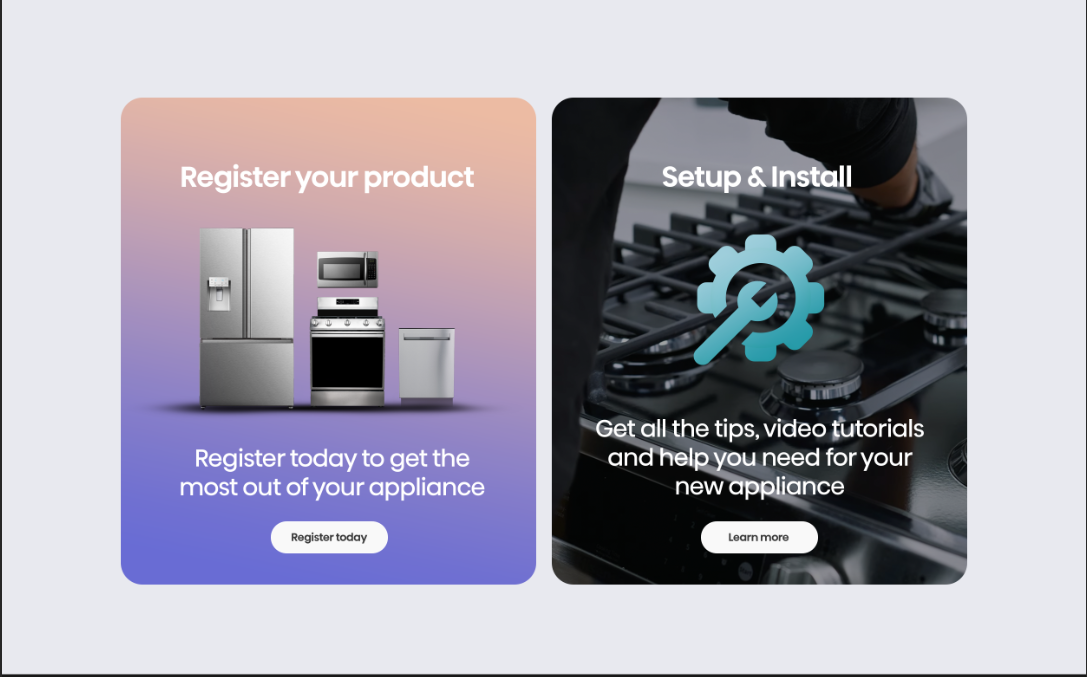 Register your product
Register today to get the
most out of your appliance
Register today
Setup & Install
Get all the tips, video tutorials
and help you need for your
new appliance
Learn more